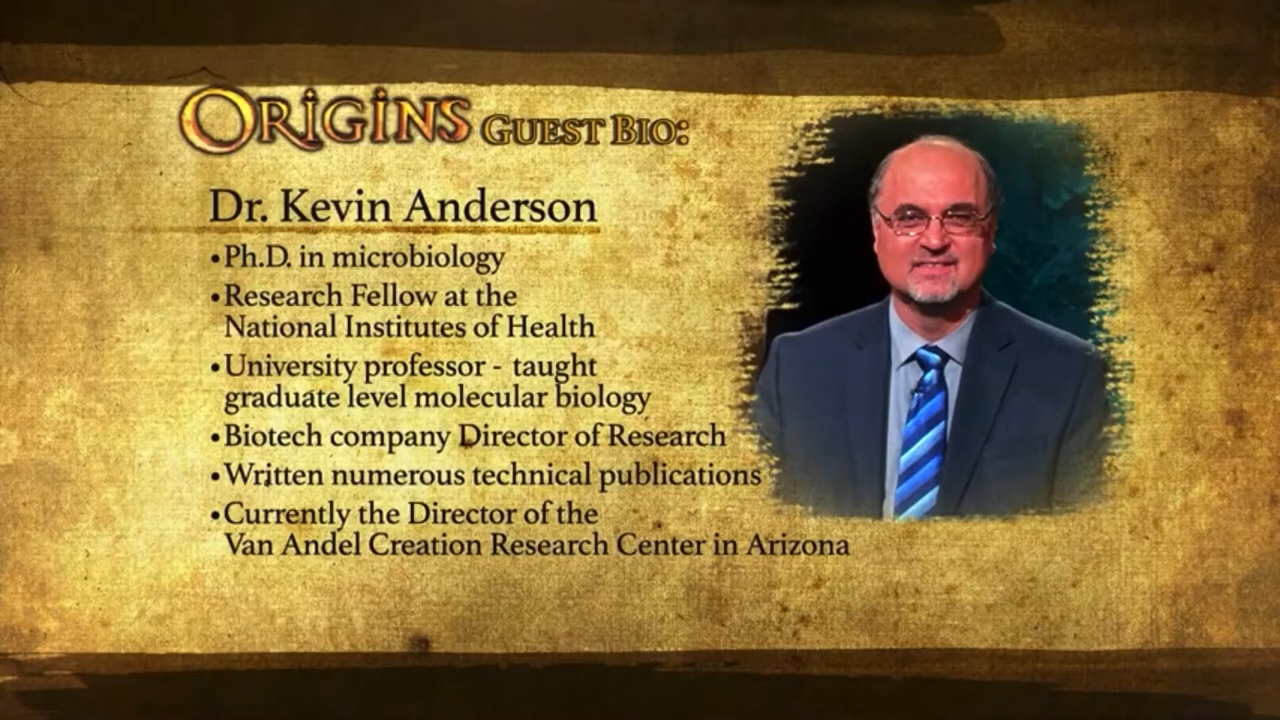 Origins Guest Bio:
Dr. Kevin Anderson
•Ph.D. in microbiology
•Research Fellow at the
National Institutes of Health
•University professor - taught
graduate level molecular biology
•Biotech company Director of Research
•Written numerous technical publications
•Currently the Director of the
Van Andel Creation Research Center in Arizona